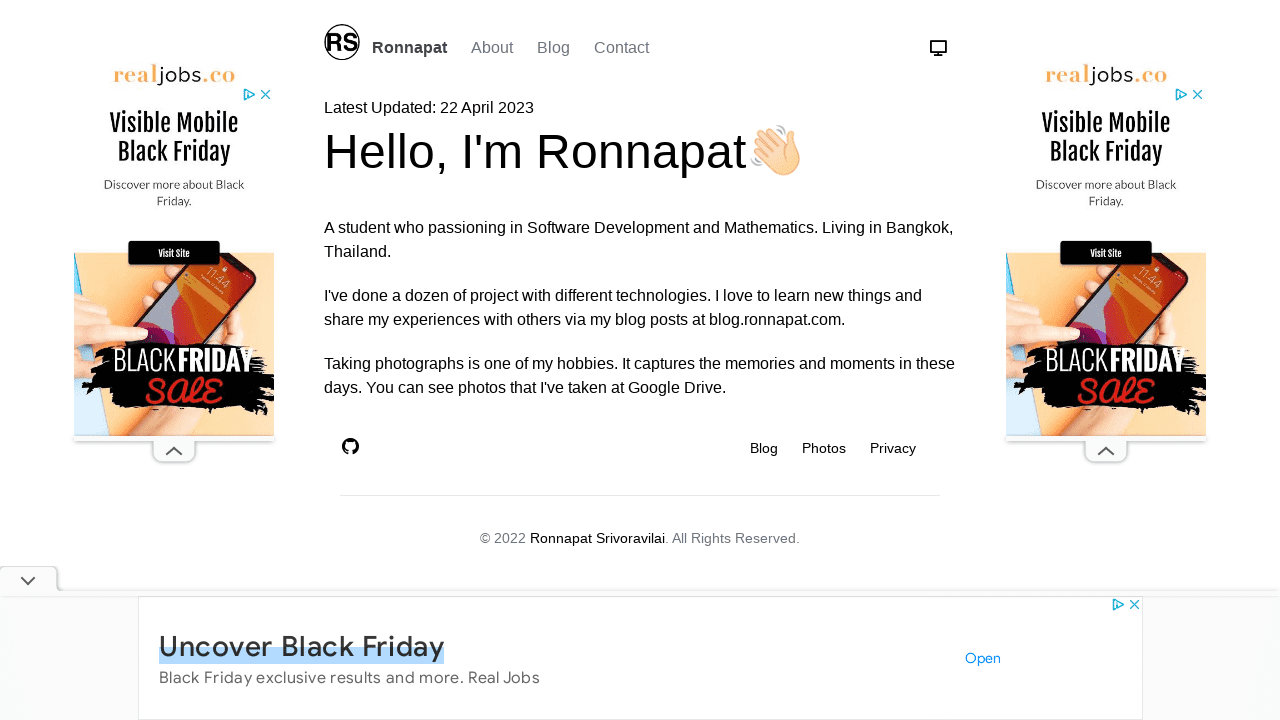 RS Ronnapat About Blog Contact
Latest Updated: 22 April 2023
Hello, I'm Ronnapat👋🏻
A student who passioning in Software Development and Mathematics. Living in Bangkok,
Thailand.
I've done a dozen of project with different technologies. I love to learn new things and
share my experiences with others via my blog posts at blog.ronnapat.com.
Taking photographs is one of my hobbies. It captures the memories and moments in these
days. You can see photos that I've taken at Google Drive.
Blog Photos Privacy
© 2022 Ronnapat Srivoravilai. All Rights Reserved.
realjobs.co
Visible Mobile
Black Friday
Discover more about Black
Friday.
Visit Site
11:44
BLACK FRIDAY
SALE
realjobs.co
Visible Mobile
Black Friday
Discover more about Black
Friday.
Visit Site
11:44
BLACK FRIDAY
SALE
Uncover Black Friday
Black Friday exclusive results and more. Real Jobs
Open